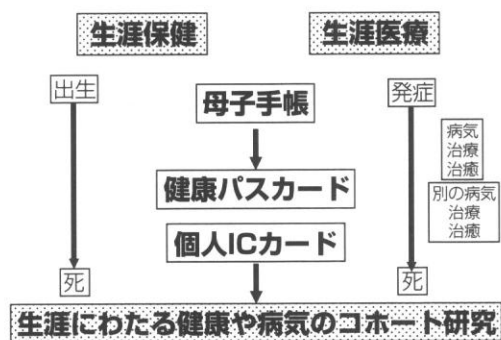 生涯保健
生涯医療
出生
母子手帳
発症
病気
治療
治癒
健康パスカード
別の病気
治療
治癒
個人ICカード
死
死
生涯にわたる健康や病気のコホート研究